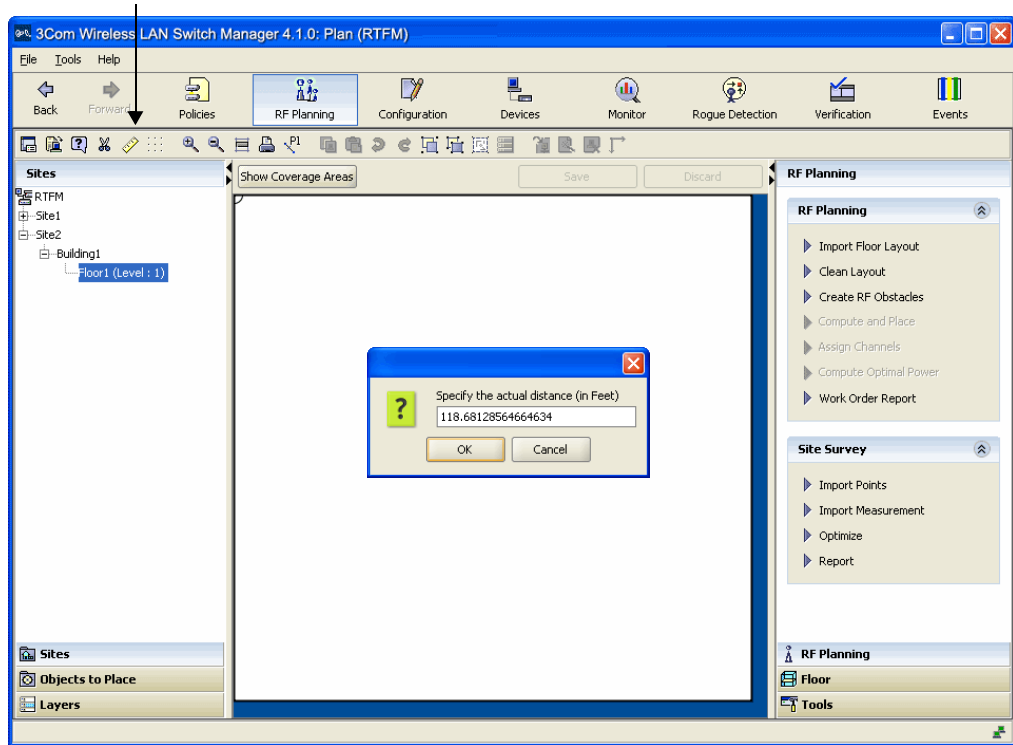 3Com Wireless LAN Switch Manager 4.1.0: Plan (RTFM)
File Tools Help
Back Forward Policies RF Planning Configuration Devices Monitor Rogue Detection Verification Events
P1
Sites
RTFM
Site1
Site2
Building1
Floor1 (Level : 1)
Sites
Objects to Place
Layers
Show Coverage Areas Save Discard
Specify the actual distance (in Feet)
118.68128564664634
OK Cancel
RF Planning
RF Planning
Import Floor Layout
Clean Layout
Create RF Obstacles
Compute and Place
Assign Channels
Compute Optimal Power
Work Order Report
Site Survey
Import Points
Import Measurement
Optimize
Report
RF Planning
Floor
Tools